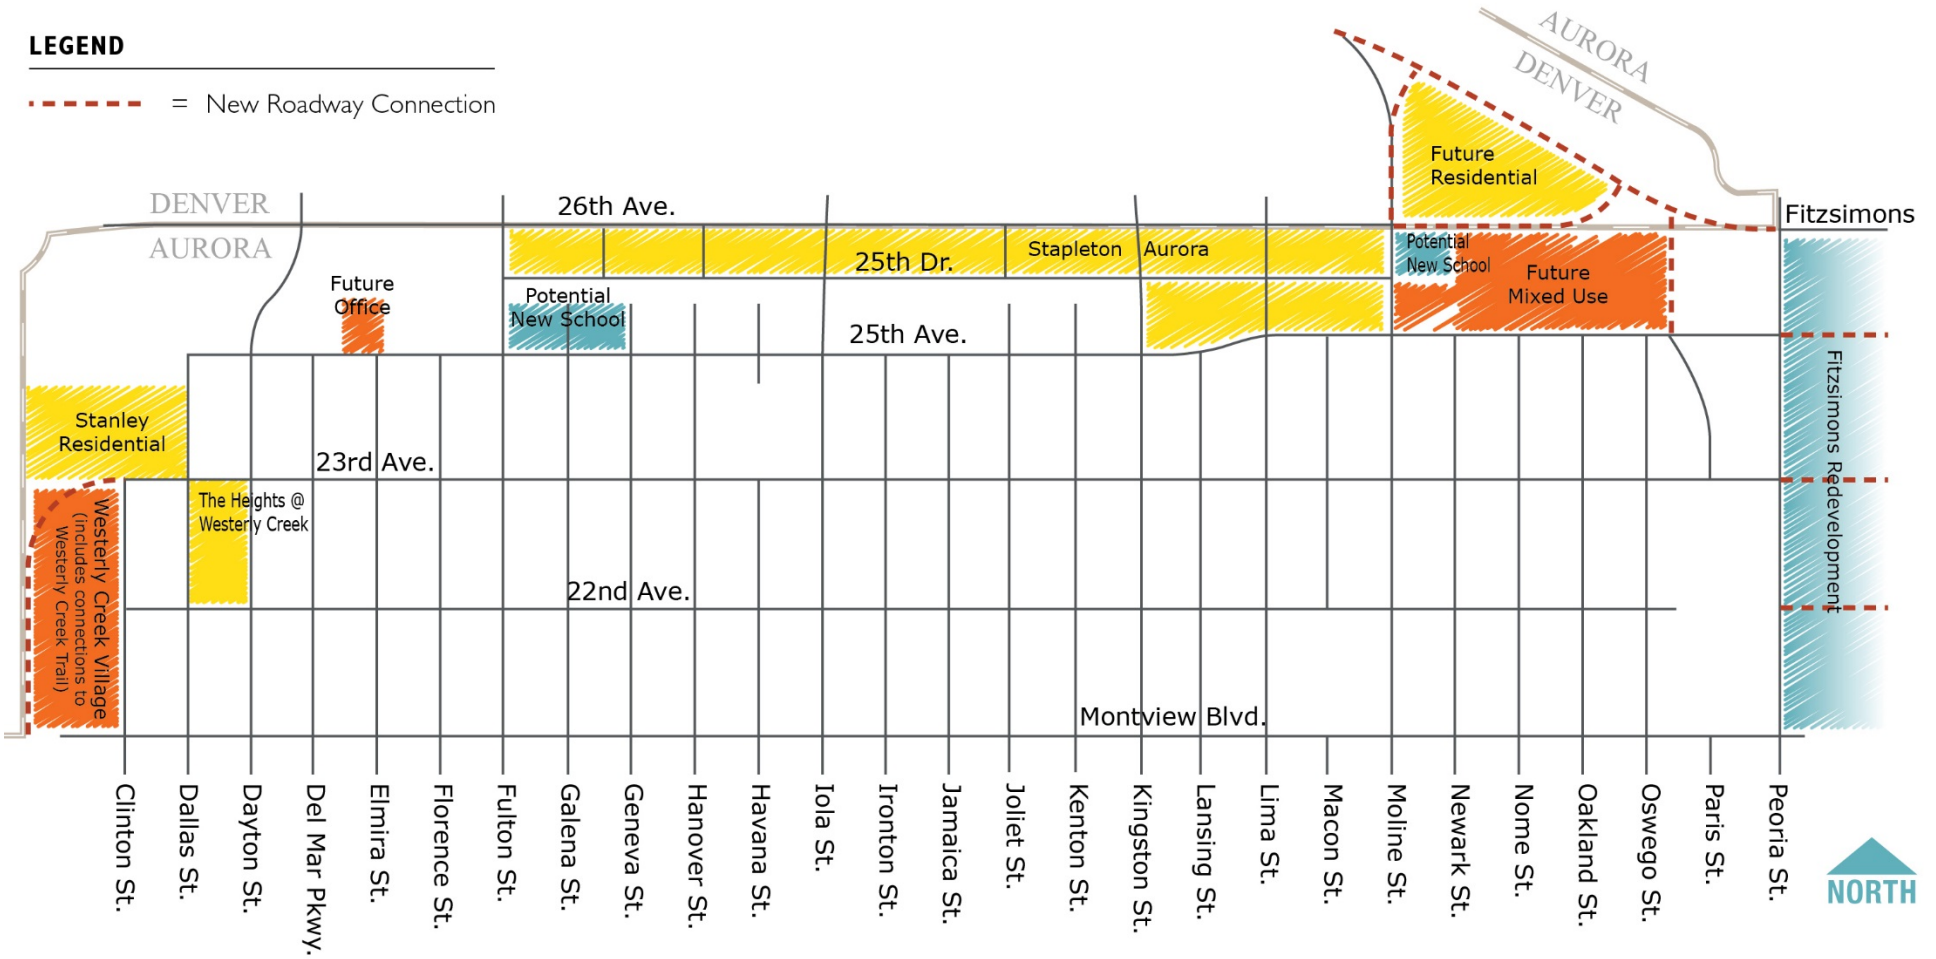 LEGEND
= New Roadway Connection
AURORA
DENVER
DENVER
AURORA
26th Ave.
Fitzsimons
Future
Residential
Stapleton Aurora
25th Dr.
Potential
New School
Future
Mixed Use
Future
Office
Potential
New School
25th Ave.
Stanley
Residential
23rd Ave.
The Heights @
Westerly Creek
Westerly Creek Village
(includes connections to
Westerly Creek Trail)
22nd Ave.
Fitzsimons Redevelopment
Montview Blvd.
Clinton St.
Dallas St.
Dayton St.
Del Mar Pkwy.
Elmira St.
Florence St.
Fulton St.
Galena St.
Geneva St.
Hanover St.
Havana St.
Iola St.
Ironton St.
Jamaica St.
Joliet St.
Kenton St.
Kingston St.
Lansing St.
Lima St.
Macon St.
Moline St.
Newark St.
Nome St.
Oakland St.
Oswego St.
Paris St.
Peoria St.
NORTH